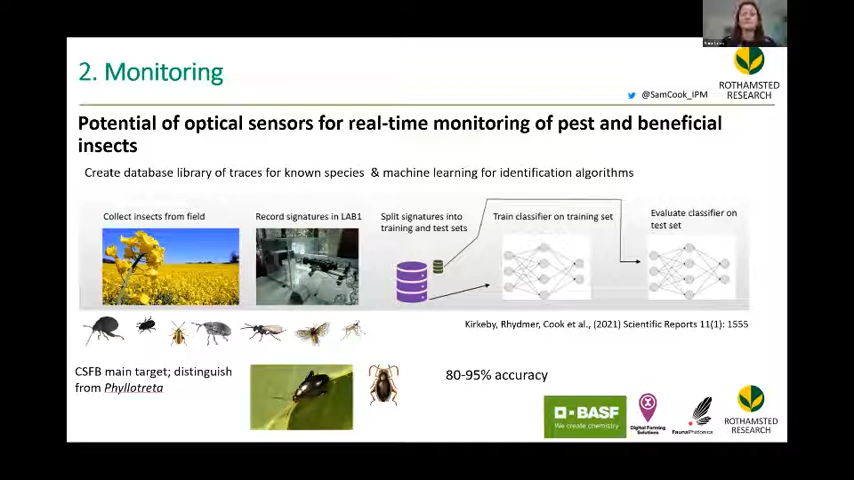 2. Monitoring
@SamCook_IPM
ROTHAMSTED
RESEARCH
Potential of optical sensors for real-time monitoring of pest and beneficial
insects
Create database library of traces for known species & machine learning for identification algorithms
Collect insects from field
Record signatures in LAB1
Split signatures into
training and test sets
Train classifier on training set
Evaluate classifier on
test set
Kirkeby, Rhydmer, Cook et al., (2021) Scientific Reports 11(1): 1555
CSFB main target; distinguish
from Phyllotreta
80-95% accuracy
BASF
We create chemistry
Digital Farming
Solutions
FaunaPhotonics
ROTHAMSTED
RESEARCH